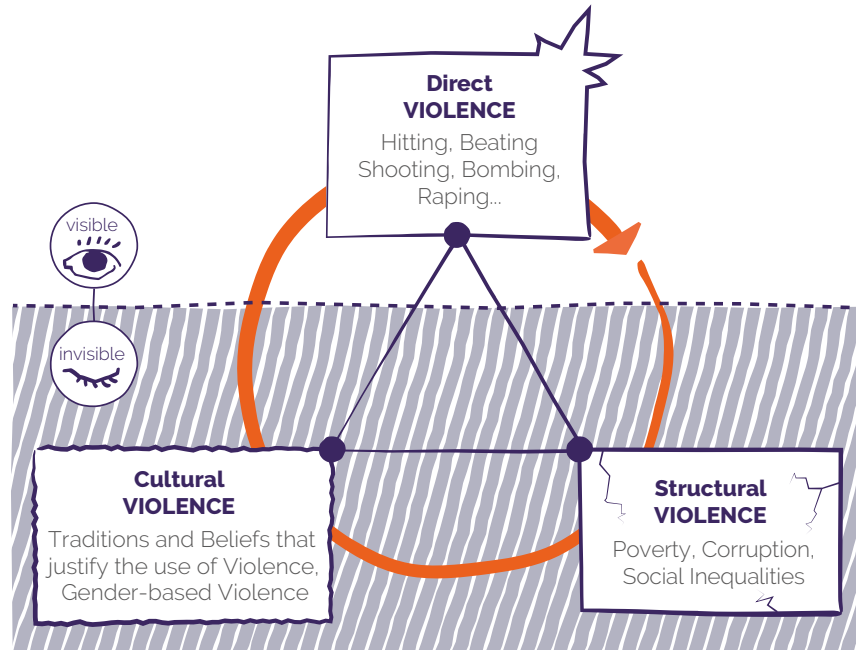 Direct
VIOLENCE
Hitting, Beating
Shooting, Bombing,
Raping...
visible
invisible
Cultural
VIOLENCE
Traditions and Beliefs that
justify the use of Violence,
Gender-based Violence
Structural
VIOLENCE
Poverty, Corruption,
Social Inequalities